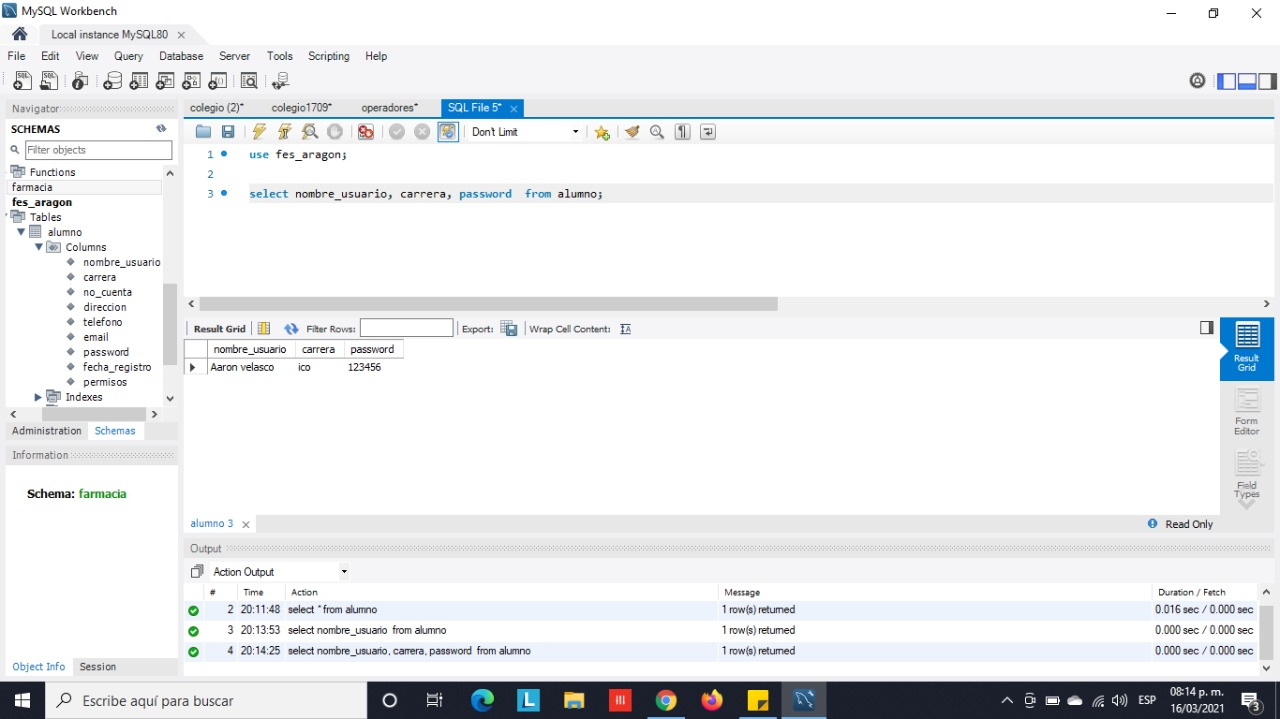 MySQL Workbench
Local instance MySQL80
File Edit View Query Database Server Tools Scripting Help
Navigator
SCHEMAS
Filter objects
Functions
farmacia
fes_aragon
Tables
alumno
Columns
nombre_usuario
carrera
no_cuenta
direccion
telefono
email
password
fecha_registro
permisos
Indexes
Administration Schemas
Information
Schema: farmacia
Object Info Session
colegio (2)* colegio1709* operadores* SQL File 5*
Don't Limit
1 use fes_aragon;
2
3 select nombre_usuario, carrera, password  from alumno;
Result Grid Filter Rows: Export: Wrap Cell Content:
nombre_usuario carrera password
Aaron velasco ico 123456
Result
Grid
Form
Editor
Field
Types
alumno 3 Read Only
Output
Action Output
# Time Action Message Duration / Fetch
2 20:11:48 select * from alumno 1 row(s) returned 0.016 sec / 0.000 sec
3 20:13:53 select nombre_usuario  from alumno 1 row(s) returned 0.000 sec / 0.000 sec
4 20:14:25 select nombre_usuario, carrera, password  from alumno 1 row(s) returned 0.000 sec / 0.000 sec
Escribe aquí para buscar
L
ESP
08:14 p. m.
16/03/2021
3